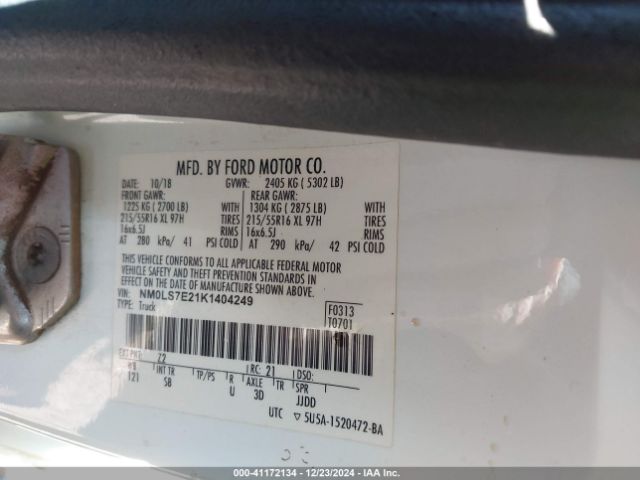 MFD. BY FORD MOTOR CO.
DATE: 10/18 GVWR: 2405 KG ( 5302 LB)
FRONT GAWR: REAR GAWR:
1225 KG ( 2700 LB) WITH 1304 KG ( 2875 LB) WITH
215/55R16 XL 97H TIRES 215/55R16 XL 97H TIRES
16x6.5J RIMS 16x6.5J RIMS
AT 280 kPa/ 41 PSI COLD AT 290 kPa/ 42 PSI COLD
THIS VEHICLE CONFORMS TO ALL APPLICABLE FEDERAL MOTOR
VEHICLE SAFETY AND THEFT PREVENTION STANDARDS
IN EFFECT ON THE DATE OF MANUFACTURE SHOWN ABOVE.
VIN: NM0LS7E21K1404249
TYPE: Truck
F0313
T0701
EXT PNT: Z2 RC: 21 DSO:
WB INT TR TP/PS R AXLE TR SPR
121 SB U 3D JJDD
UTC ▽ 5U5A-1520472-BA
000-41172134 - 12/23/2024 - IAA Inc.